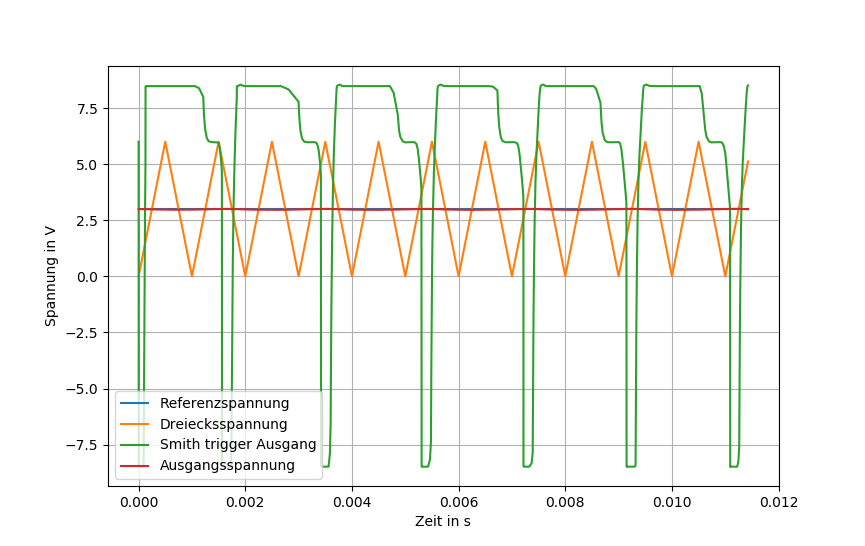 7.5
5.0
2.5
0.0
−2.5
−5.0
−7.5
Spannung in V
Referenzspannung
Dreiecksspannung
Smith trigger Ausgang
Ausgangsspannung
0.000 0.002 0.004 0.006 0.008 0.010 0.012
Zeit in s